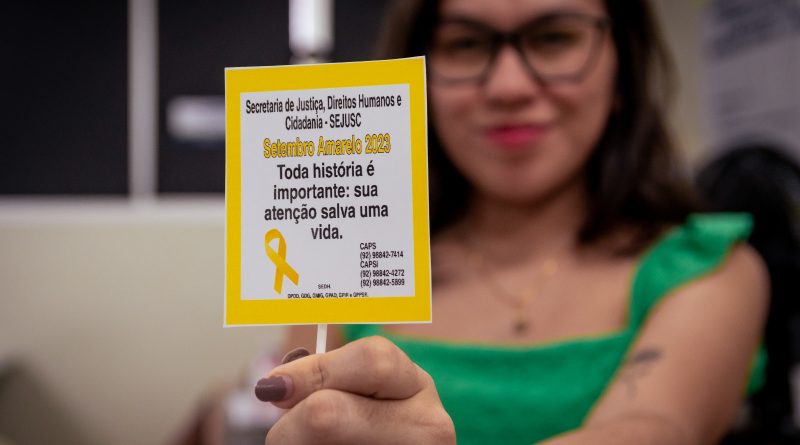 Secretaria de Justiça, Direitos Humanos e
Cidadania - SEJUSC
Setembro Amarelo 2023
Toda história é
importante: sua
atenção salva uma
vida.
CAPS
(92) 98842-7414
CAPSi
(92) 98842-4272
(92) 98842-5899
SEDH,